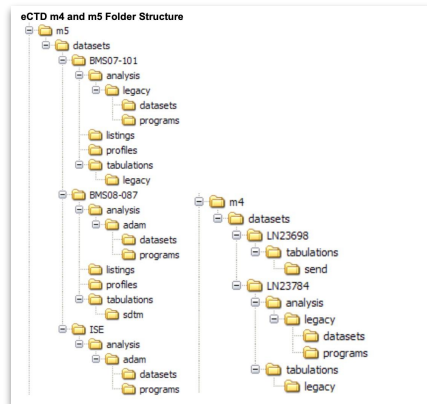 eCTD m4 and m5 Folder Structure
m5
datasets
BMS07-101
analysis
legacy
datasets
programs
listings
profiles
tabulations
legacy
BMS08-087
analysis
adam
datasets
programs
listings
profiles
tabulations
sdtm
ISE
analysis
adam
datasets
programs
m4
datasets
LN23698
tabulations
send
LN23784
analysis
legacy
datasets
programs
tabulations
legacy